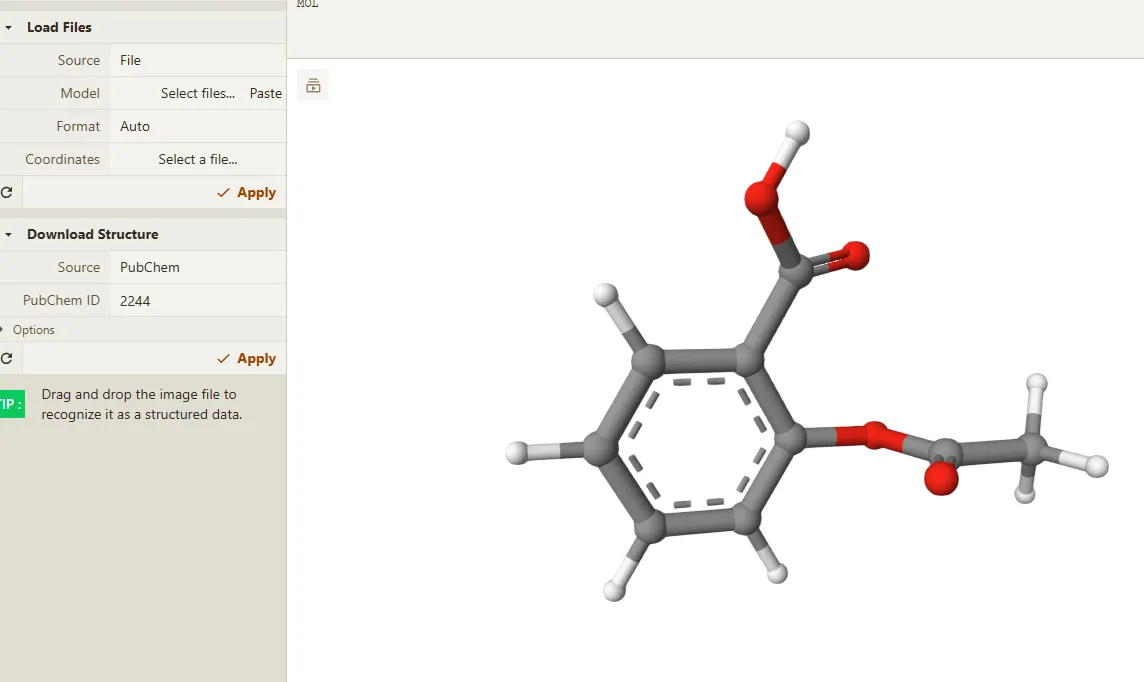 MOL
Load Files
Source File
Model Select files... Paste
Format Auto
Coordinates Select a file...
Apply
Download Structure
Source PubChem
PubChem ID 2244
Options
Apply
TIP :
Drag and drop the image file to
recognize it as a structured data.